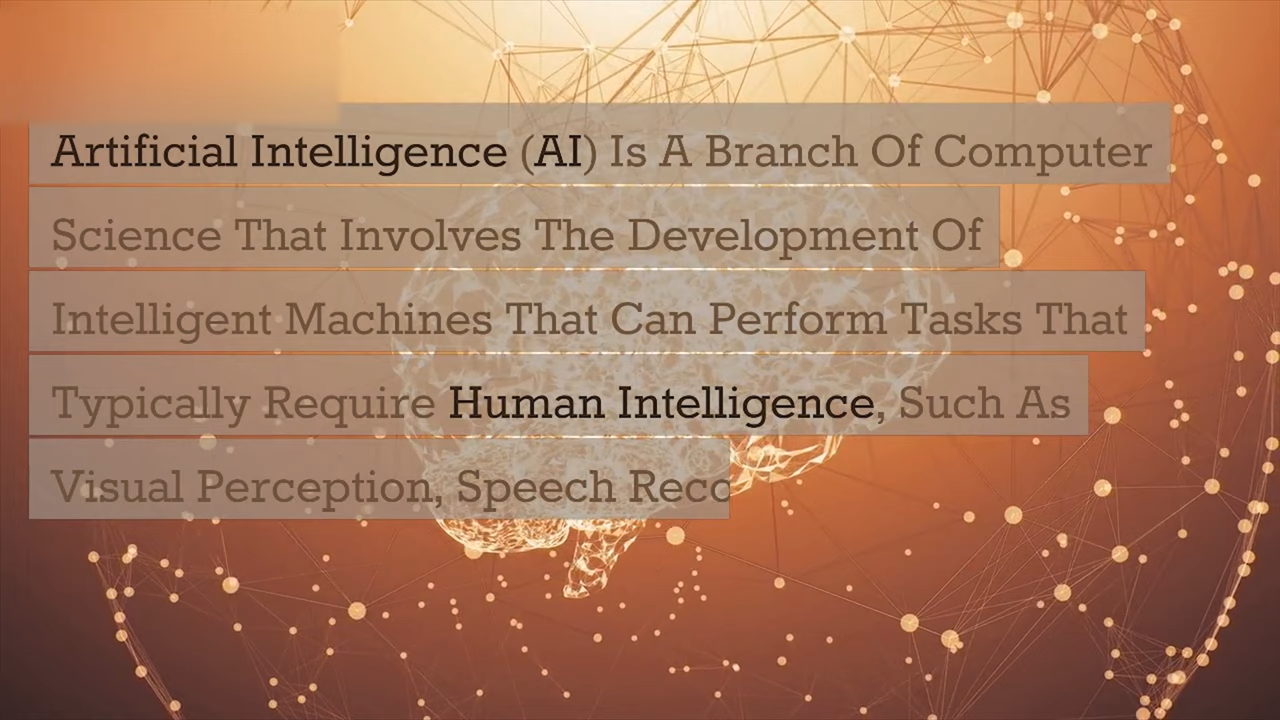 Artificial Intelligence (AI) Is A Branch Of Computer
Science That Involves The Development Of
Intelligent Machines That Can Perform Tasks That
Typically Require Human Intelligence, Such As
Visual Perception, Speech Reco